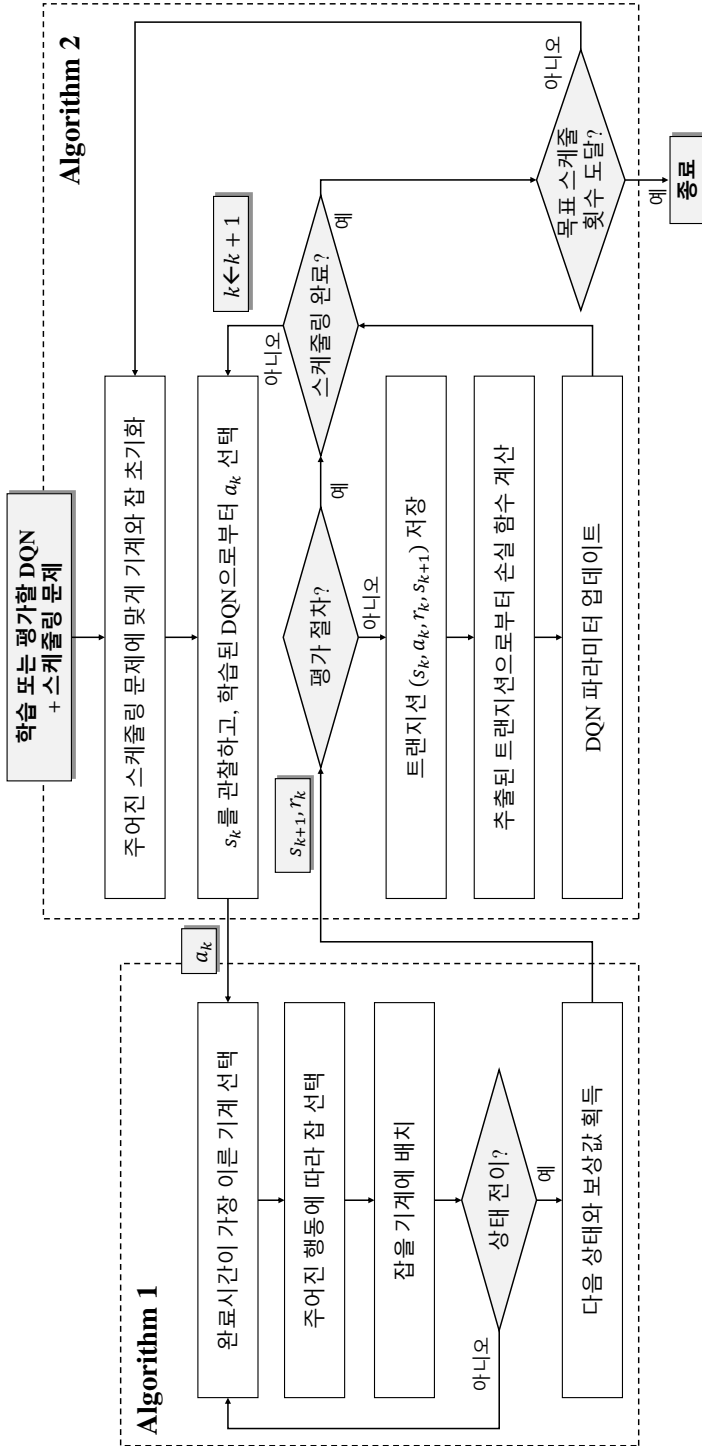 Algorithm 1
완료시간이 가장 이른 기계 선택
주어진 행동에 따라 잡 선택
잡을 기계에 배치
상태 전이?
아니오
예
다음 상태와 보상값 획득
a_k
s_{k+1}, r_k
Algorithm 2
학습 또는 평가할 DQN
+ 스케줄링 문제
주어진 스케줄링 문제에 맞게 기계와 잡 초기화
s_k를 관찰하고, 학습된 DQN으로부터 a_k 선택
평가 절차?
예
아니오
트랜지션 (s_k, a_k, r_k, s_{k+1}) 저장
추출된 트랜지션으로부터 손실 함수 계산
DQN 파라미터 업데이트
스케줄링 완료?
아니오
예
k←k + 1
목표 스케줄
횟수 도달?
아니오
예
종료